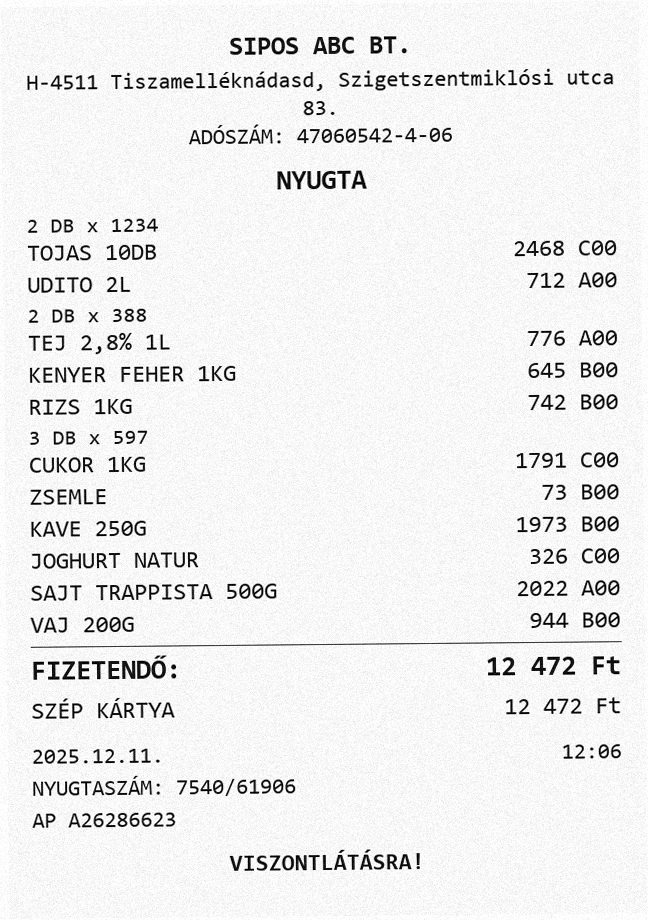 SIPOS ABC BT.
H-4511 Tiszamelléknádasd, Szigetszentmiklósi utca
83.
ADÓSZÁM: 47060542-4-06
NYUGTA
2 DB x 1234
TOJAS 10DB 2468 C00
UDITO 2L 712 A00
2 DB x 388
TEJ 2,8% 1L 776 A00
KENYER FEHER 1KG 645 B00
RIZS 1KG 742 B00
3 DB x 597
CUKOR 1KG 1791 C00
ZSEMLE 73 B00
KAVE 250G 1973 B00
JOGHURT NATUR 326 C00
SAJT TRAPPISTA 500G 2022 A00
VAJ 200G 944 B00
FIZETENDŐ: 12 472 Ft
SZÉP KÁRTYA 12 472 Ft
2025.12.11. 12:06
NYUGTASZÁM: 7540/61906
AP A26286623
VISZONTLÁTÁSRA!